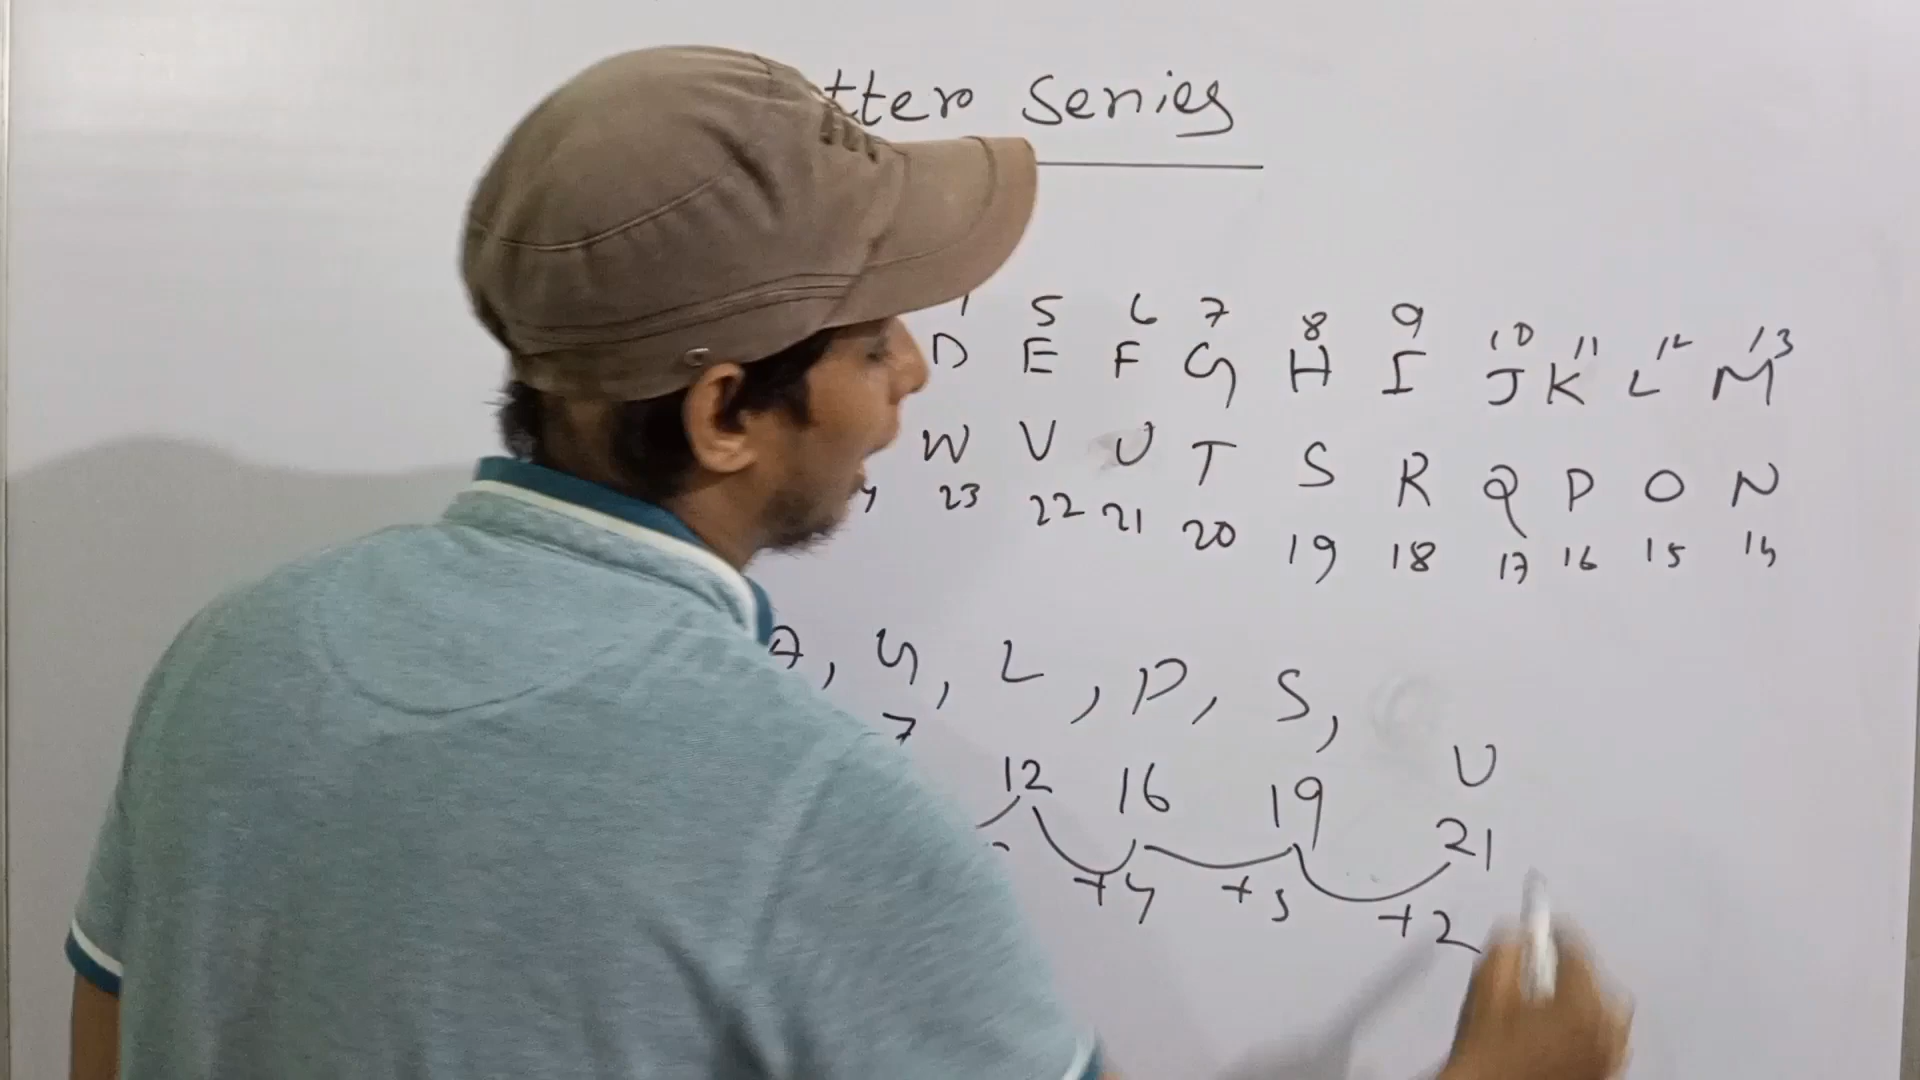 tter Series
5 6 7 8 9 10 11 12 13
D E F G H I J K L M
W V U T S R Q P O N
23 22 21 20 19 18 17 16 15 14
A, G, L, P, S,
7
U
12 16 19 21
+4 +3 +2